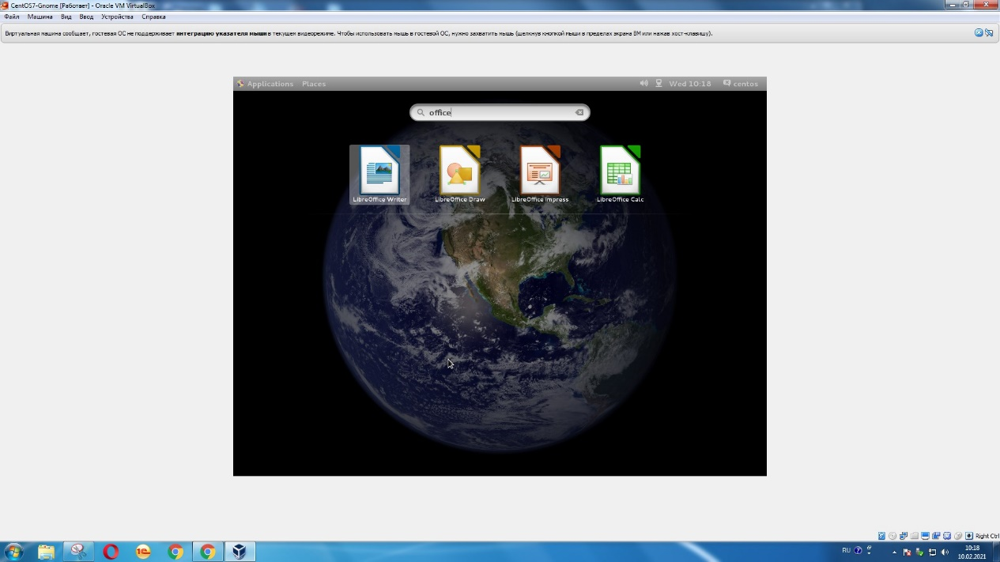 CentOS7-Gnome [Работает] - Oracle VM VirtualBox
Файл Машина Вид Ввод Устройства Справка
Виртуальная машина сообщает, гостевая ОС не поддерживает интеграцию указателя мыши в текущем видеорежиме. Чтобы использовать мышь в гостевой ОС, нужно захватить мышь (щелкнув кнопкой мыши в пределах экрана ВМ или нажав хост-клавишу).
Applications Places Wed 10:18 centos
office
LibreOffice Writer LibreOffice Draw LibreOffice Impress LibreOffice Calc
Right Ctrl
RU 10:18
10.02.2021